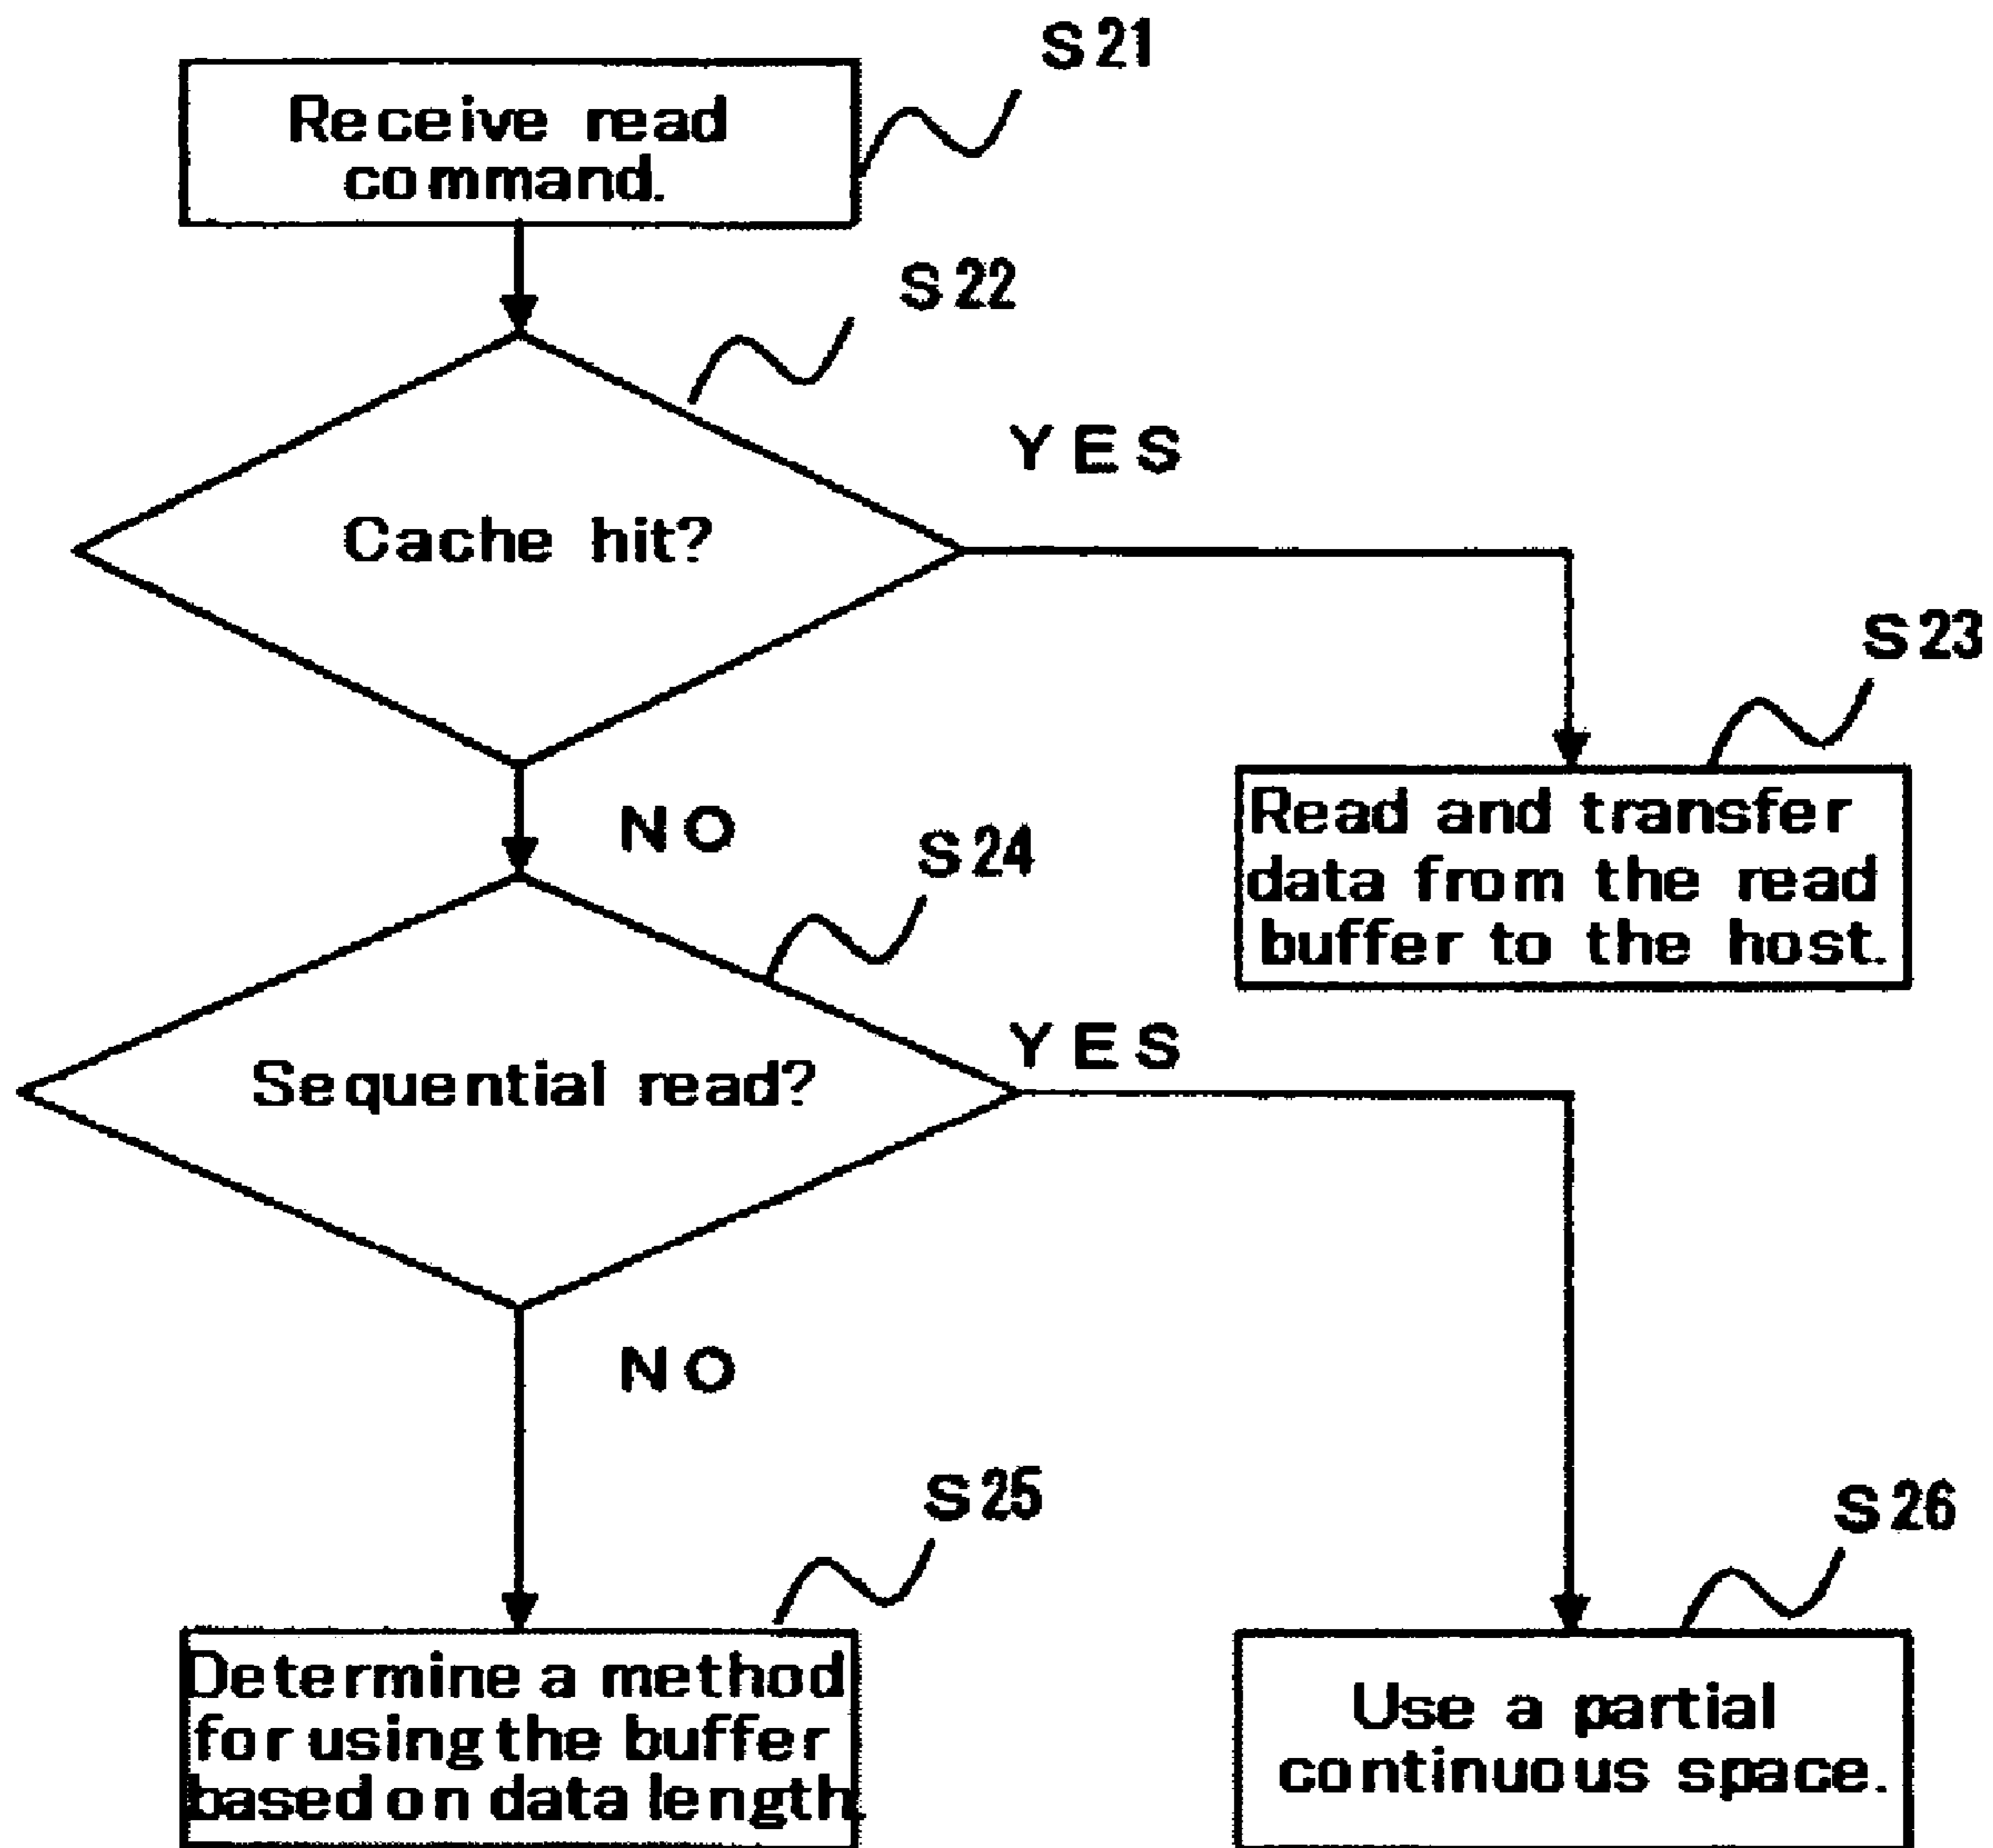 S21
Receive read
command.
S22
YES
Cache hit?
S23
Read and transfer
data from the read
buffer to the host.
NO
S24
YES
Sequential read?
NO
S25
Determine a method
for using the buffer
based on data length.
S26
Use a partial
continuous space.